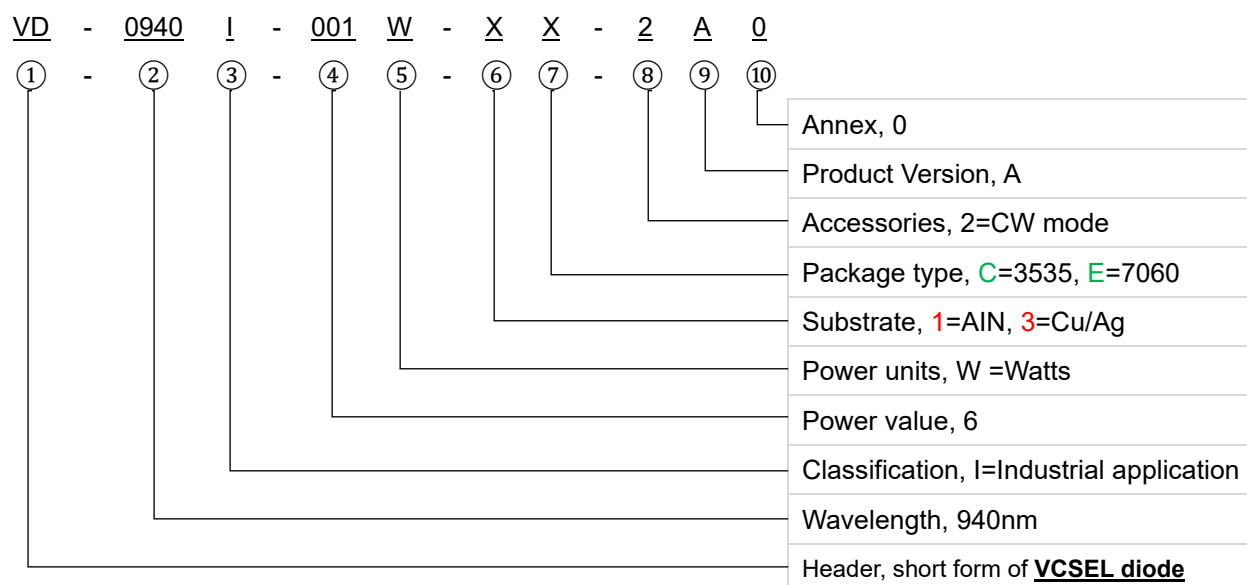 VD - 0940 I - 001 W - X X - 2 A 0
① - ② ③ - ④ ⑤ - ⑥ ⑦ - ⑧ ⑨ ⑩
Annex, 0
Product Version, A
Accessories, 2=CW mode
Package type, C=3535, E=7060
Substrate, 1=AIN, 3=Cu/Ag
Power units, W =Watts
Power value, 6
Classification, I=Industrial application
Wavelength, 940nm
Header, short form of VCSEL diode